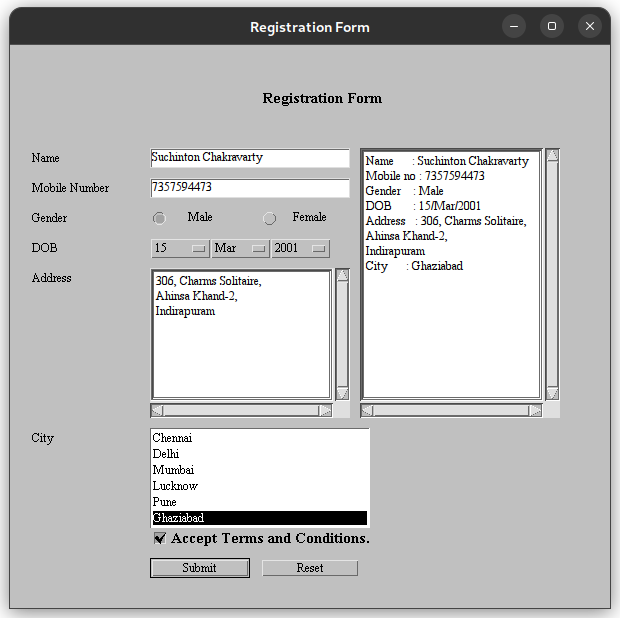 Registration Form
Registration Form
Name
Suchinton Chakravarty
Mobile Number
7357594473
Gender
Male
Female
DOB
15
Mar
2001
Address
306, Charms Solitaire,
Ahinsa Khand-2,
Indirapuram
Name : Suchinton Chakravarty
Mobile no : 7357594473
Gender : Male
DOB : 15/Mar/2001
Address : 306, Charms Solitaire,
Ahinsa Khand-2,
Indirapuram
City : Ghaziabad
City
Chennai
Delhi
Mumbai
Lucknow
Pune
Ghaziabad
Accept Terms and Conditions.
Submit
Reset